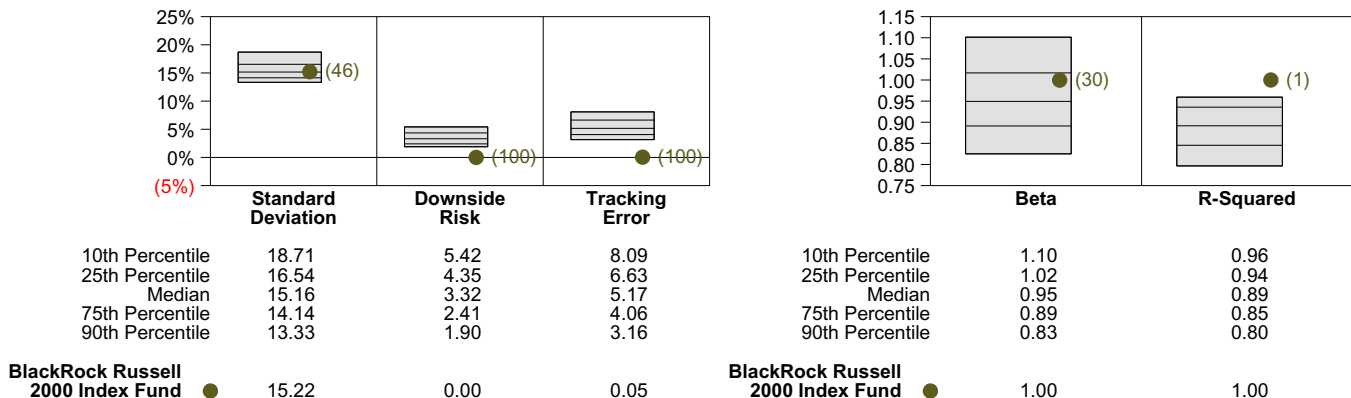 25%
20%
15%
10%
5%
0%
(5%)
(46)
(100)
(100)
Standard Deviation
Downside Risk
Tracking Error
10th Percentile 18.71 5.42 8.09
25th Percentile 16.54 4.35 6.63
Median 15.16 3.32 5.17
75th Percentile 14.14 2.41 4.06
90th Percentile 13.33 1.90 3.16
BlackRock Russell
2000 Index Fund 15.22 0.00 0.05
1.15
1.10
1.05
1.00
0.95
0.90
0.85
0.80
0.75
(30)
(1)
Beta
R-Squared
10th Percentile 1.10 0.96
25th Percentile 1.02 0.94
Median 0.95 0.89
75th Percentile 0.89 0.85
90th Percentile 0.83 0.80
BlackRock Russell
2000 Index Fund 1.00 1.00